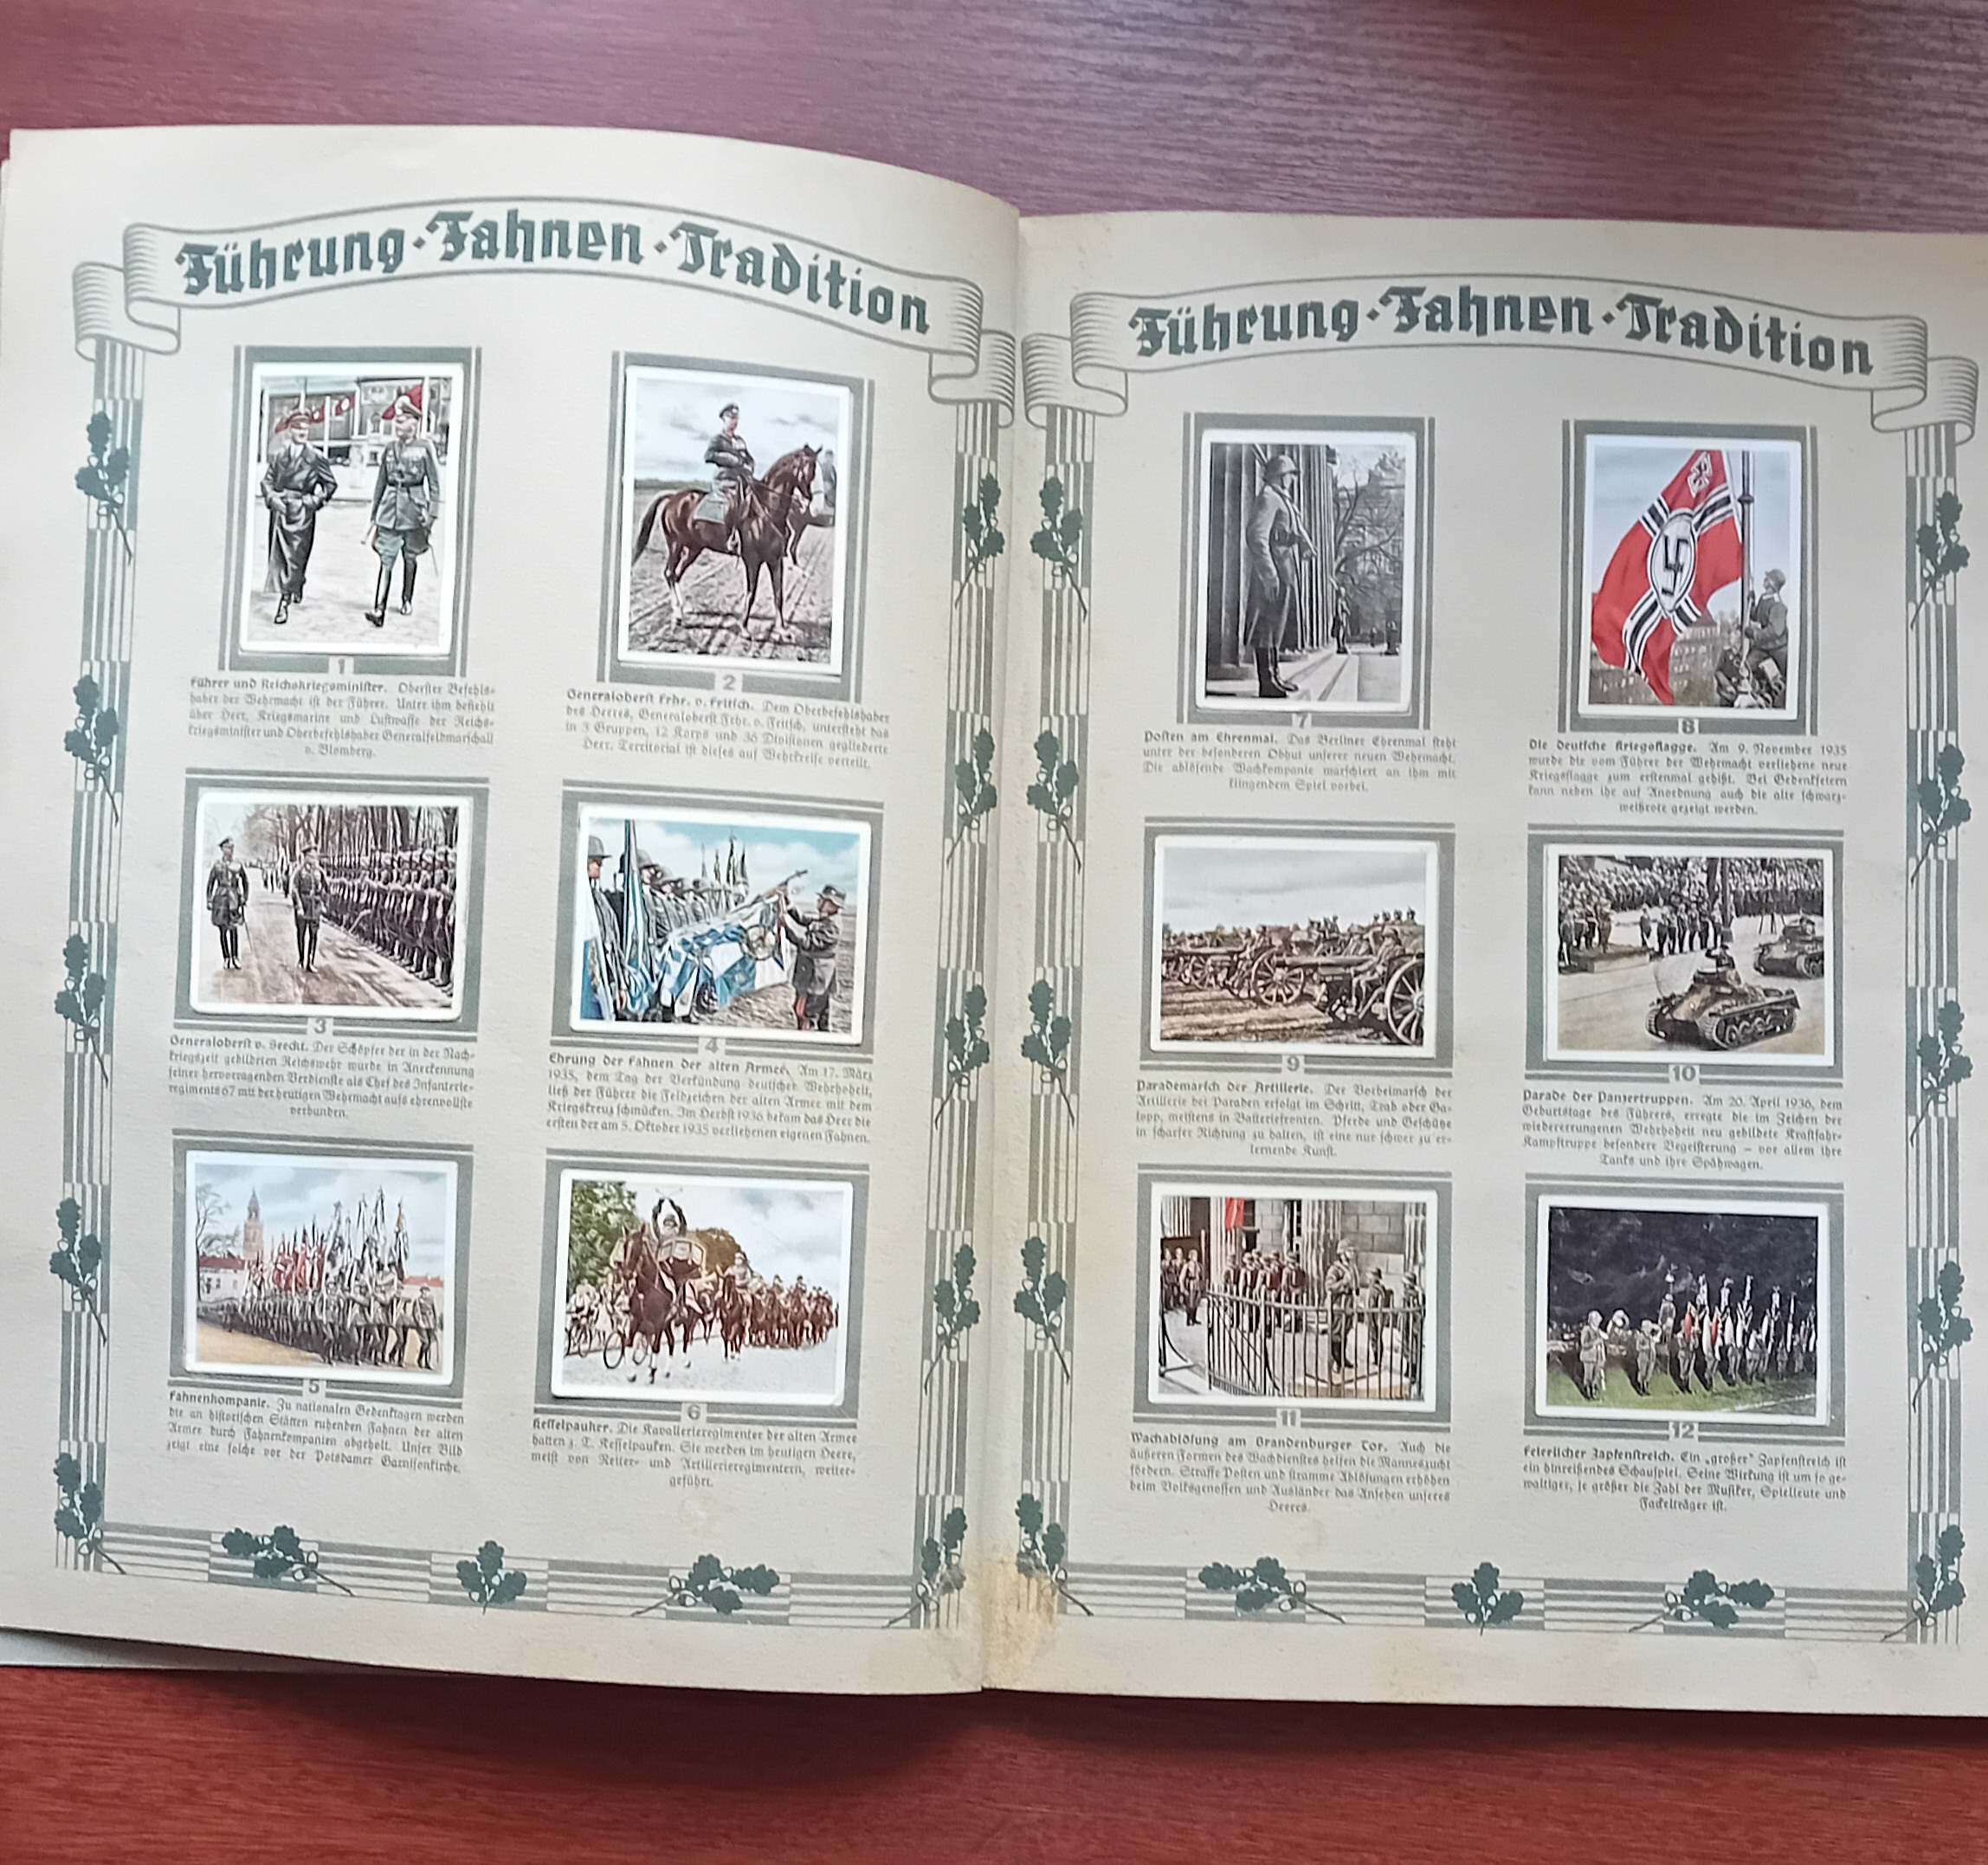 Führung · Fahnen · Tradition
1
Führer und Reichskriegsminister. Oberster Befehls-
haber der Wehrmacht ist der Führer. Unter ihm befiehlt
über Heer, Kriegsmarine und Luftwaffe der Reichs-
kriegsminister und Oberbefehlshaber Generalfeldmarschall
v. Blomberg.
2
Generaloberst Frhr. v. Fritsch. Dem Oberbefehlshaber
des Heeres, Generaloberst Frhr. v. Fritsch, untersteht das
in 3 Gruppen, 12 Korps und 36 Divisionen gegliederte
Heer. Territorial ist dieses auf Wehrkreise verteilt.
3
Generaloberst v. Seeckt. Der Schöpfer der in der Nach-
kriegszeit gebildeten Reichswehr wurde in Anerkennung
seiner hervorragenden Verdienste als Chef des Infanterie-
regiments 67 mit der heutigen Wehrmacht aufs ehrenvollste
verbunden.
4
Ehrung der Fahnen der alten Armee. Am 17. März
1935, dem Tag der Verkündung deutscher Wehrhoheit,
ließ der Führer die Feldzeichen der alten Armee mit dem
Kriegskreuz schmücken. Im Herbst 1936 bekam das Heer die
ersten der am 5. Oktober 1935 verliehenen eigenen Fahnen.
5
Fahnenkompanie. Zu nationalen Gedenktagen werden
die an historischen Stätten ruhenden Fahnen der alten
Armee durch Fahnenkompanien abgeholt. Unser Bild
zeigt eine solche vor der Potsdamer Garnisonkirche.
6
Kesselpauker. Die Kavallerieregimenter der alten Armee
hatten z. T. Kesselpauken. Sie werden im heutigen Heere,
meist von Reiter- und Artillerieregimentern, weiter-
geführt.
Führung · Fahnen · Tradition
7
Posten am Ehrenmal. Das Berliner Ehrenmal steht
unter der besonderen Obhut unserer neuen Wehrmacht.
Die ablösende Wachkompanie marschiert an ihm mit
klingendem Spiel vorbei.
8
Die deutsche Kriegsflagge. Am 9. November 1935
wurde die vom Führer der Wehrmacht verliehene neue
Kriegsflagge zum erstenmal gehißt. Bei Gedenkfeiern
kann neben ihr auf Anordnung auch die alte schwarz-
weißrote gezeigt werden.
9
Parademarsch der Artillerie. Der Vorbeimarsch der
Artillerie bei Paraden erfolgt im Schritt, Trab oder Ga-
lopp, meistens in Batteriefronten. Pferde und Geschütze
in scharfer Richtung zu halten, ist eine nur schwer zu er-
lernende Kunst.
10
Parade der Panzertruppen. Am 20. April 1936, dem
Geburtstage des Führers, erregte die im Zeichen der
wiedererrungenen Wehrhoheit neu gebildete Kraftfahr-
Kampftruppe besondere Begeisterung – vor allem ihre
Tanks und ihre Spähwagen.
11
Wachablösung am Brandenburger Tor. Auch die
äußeren Formen des Wachdienstes helfen die Manneszucht
fördern. Straffe Posten und stramme Ablösungen erhöhen
beim Volksgenossen und Ausländer das Ansehen unseres
Heeres.
12
Feierlicher Zapfenstreich. Ein „großer" Zapfenstreich ist
ein hinreißendes Schauspiel. Seine Wirkung ist um so ge-
waltiger, je größer die Zahl der Musiker, Spielleute und
Fackelträger ist.